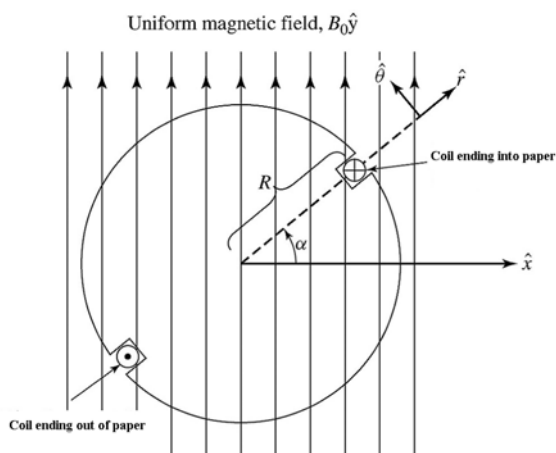 Uniform magnetic field, B₀ŷ
θ̂
r̂
Coil ending into paper
R
α
x̂
Coil ending out of paper